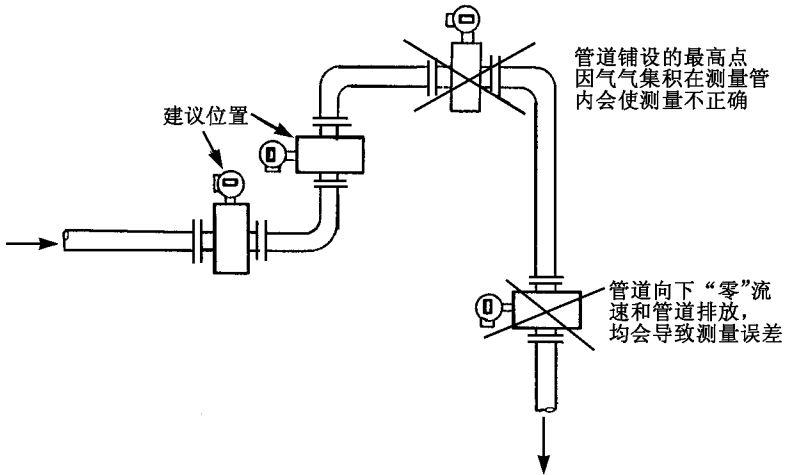 管道铺设的最高点
因气气集积在测量管
内会使测量不正确
建议位置
管道向下“零”流
速和管道排放，
均会导致测量误差